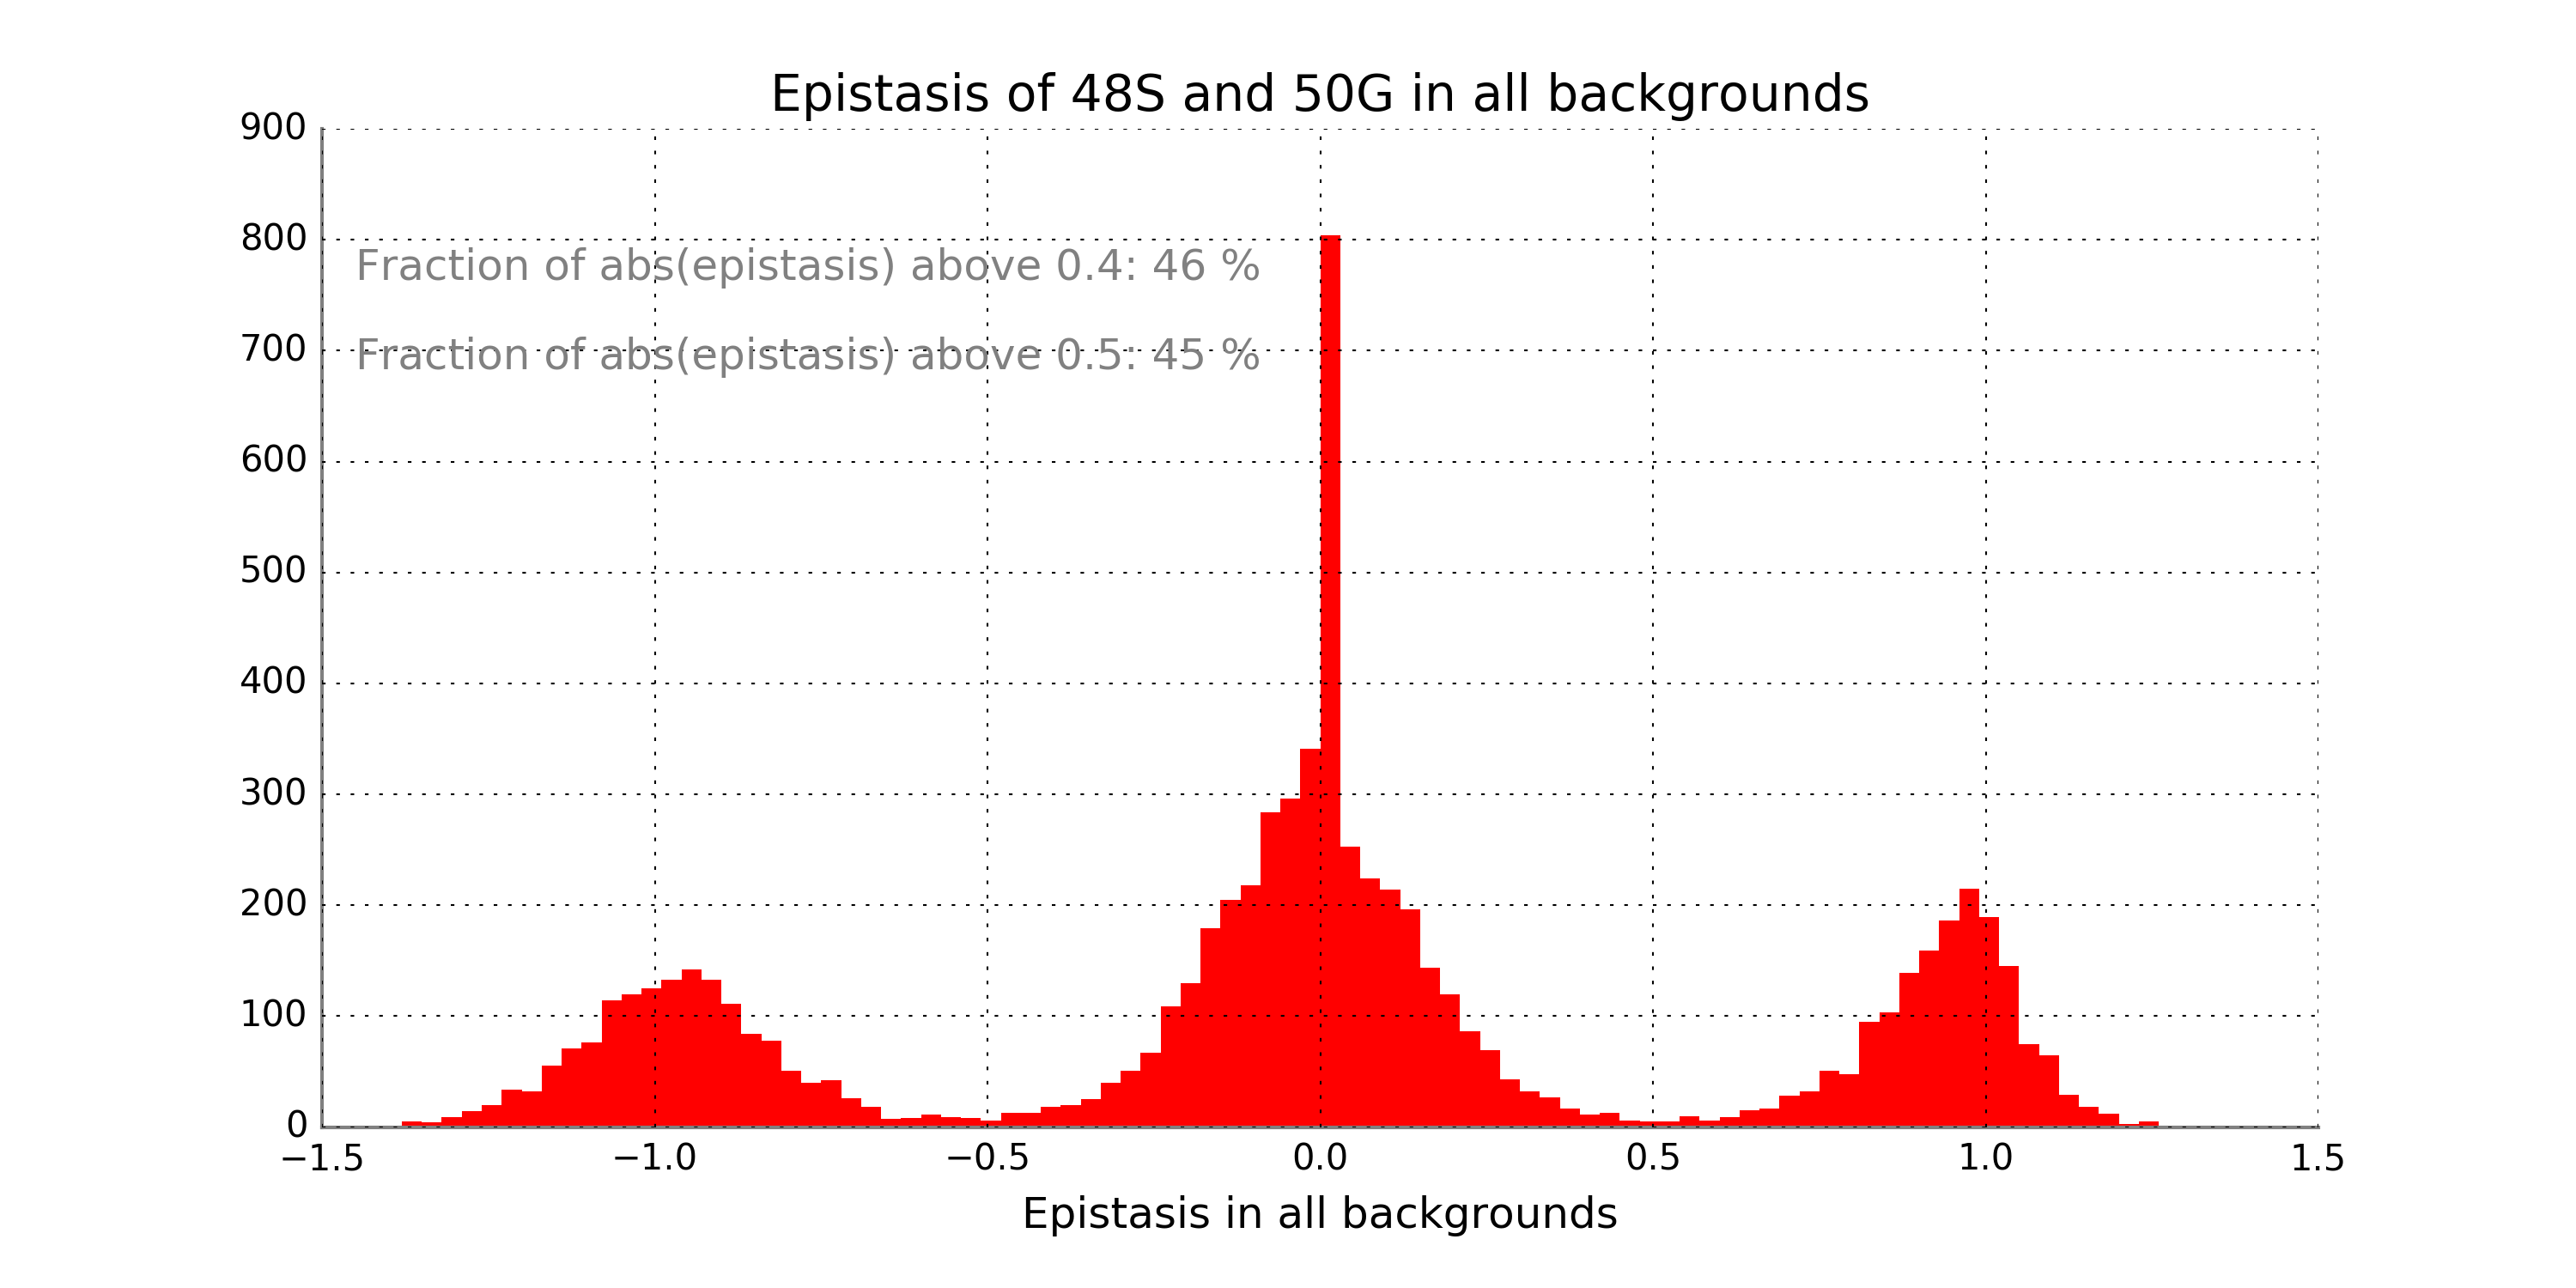 Epistasis of 48S and 50G in all backgrounds
900
800
Fraction of abs(epistasis) above 0.4: 46 %
700
Fraction of abs(epistasis) above 0.5: 45 %
600
500
400
300
200
100
0
−1.5 −1.0 −0.5 0.0 0.5 1.0 1.5
Epistasis in all backgrounds